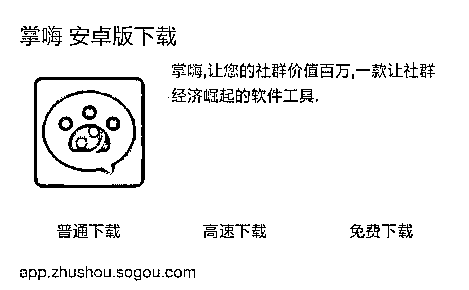 掌嗨 安卓版下载
掌嗨,让您的社群价值百万,一款让社群
经济崛起的软件工具.
普通下载 高速下载 免费下载
app.zhushou.sogou.com